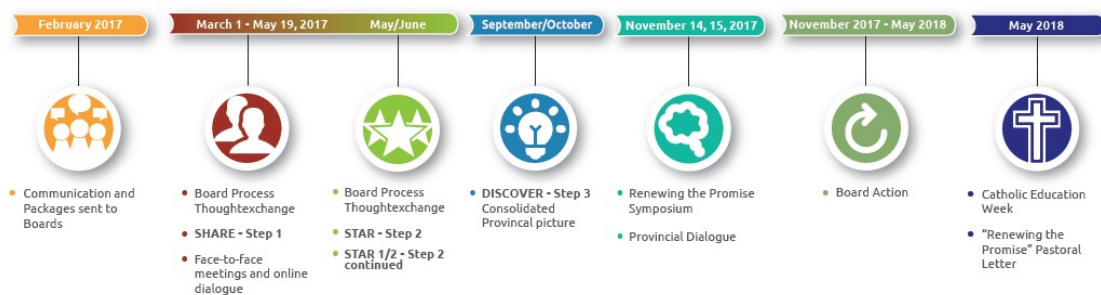 February 2017
March 1 - May 19, 2017
May/June
September/October
November 14, 15, 2017
November 2017 - May 2018
May 2018
Communication and
Packages sent to
Boards
Board Process
Thoughtexchange
SHARE - Step 1
Face-to-face
meetings and online
dialogue
Board Process
Thoughtexchange
STAR - Step 2
STAR 1/2 - Step 2
continued
DISCOVER - Step 3
Consolidated
Provincal picture
Renewing the Promise
Symposium
Provincial Dialogue
Board Action
Catholic Education
Week
“Renewing the
Promise” Pastoral
Letter